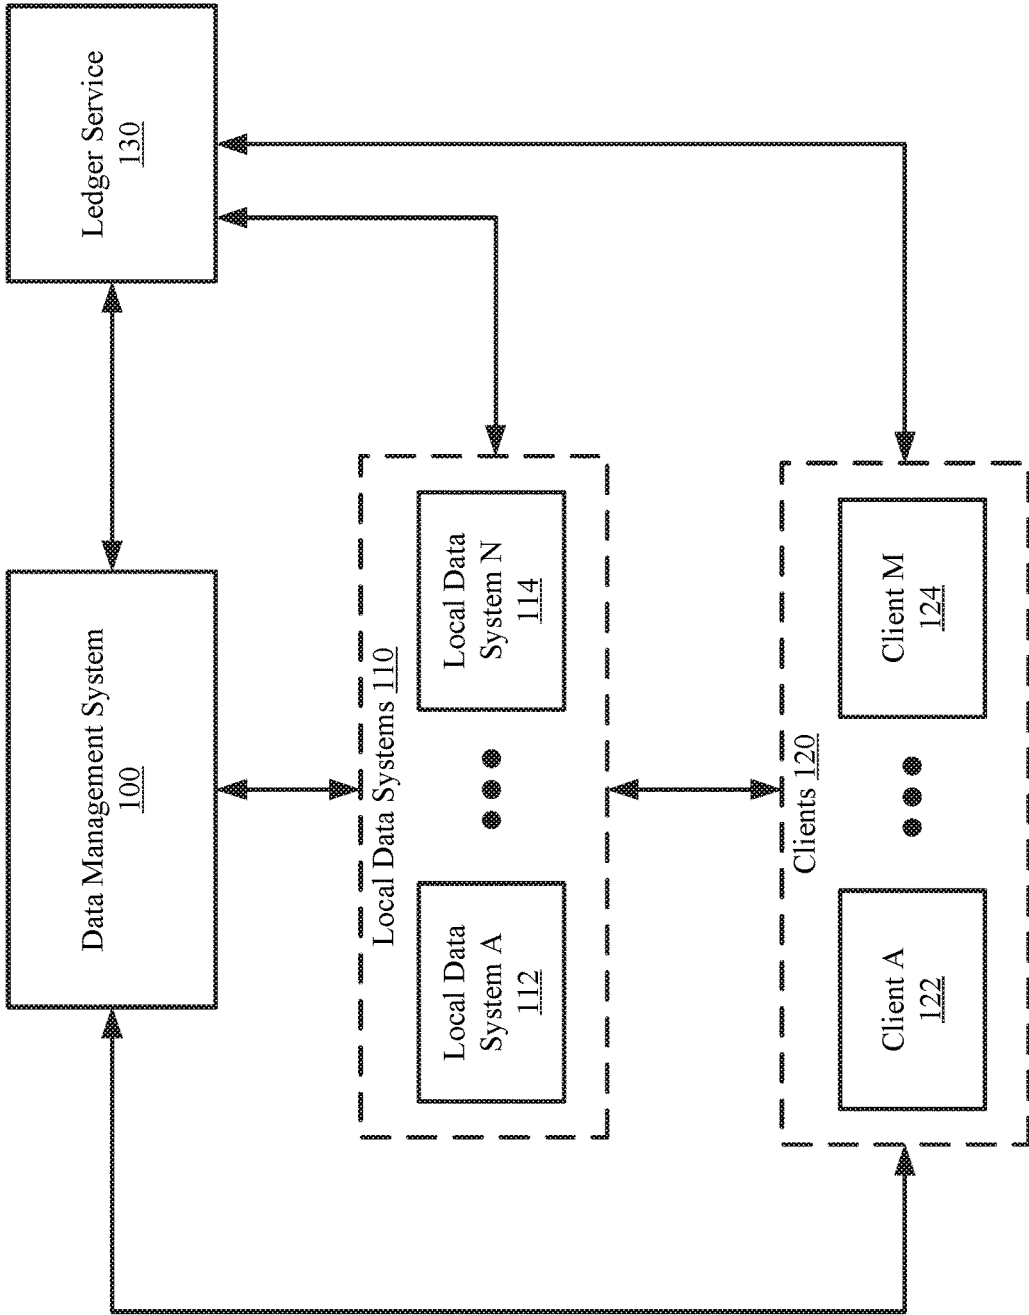 Data Management System
100
Ledger Service
130
Local Data Systems 110
Local Data
System A
112
Local Data
System N
114
Clients 120
Client A
122
Client M
124